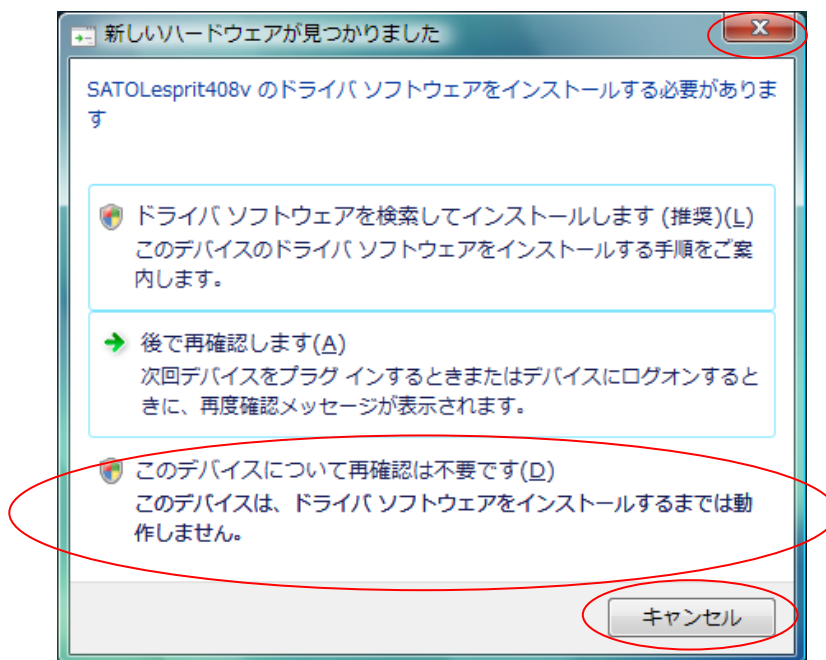 新しいハードウェアが見つかりました
X
SATOLesprit408v のドライバ ソフトウェアをインストールする必要がありま
す
ドライバ ソフトウェアを検索してインストールします (推奨)(L)
このデバイスのドライバ ソフトウェアをインストールする手順をご案
内します。
後で再確認します(A)
次回デバイスをプラグ インするときまたはデバイスにログオンすると
きに、再度確認メッセージが表示されます。
このデバイスについて再確認は不要です(D)
このデバイスは、ドライバ ソフトウェアをインストールするまでは動
作しません。
キャンセル